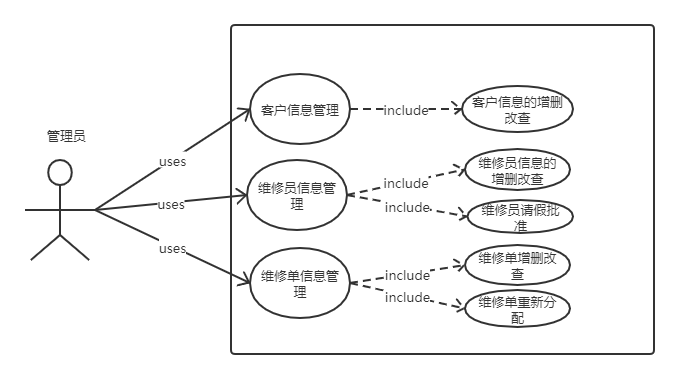 管理员
uses
uses
uses
客户信息管理
include
客户信息的增删
改查
维修员信息管
理
include
维修员信息的
增删改查
include
维修员请假批
准
维修单信息管
理
include
维修单增删改
查
include
维修单重新分
配